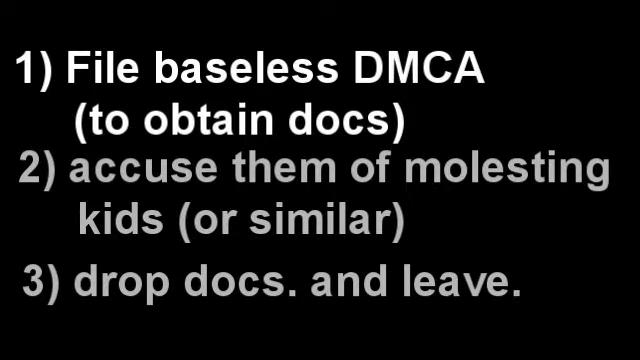 1) File baseless DMCA
(to obtain docs)
2) accuse them of molesting
kids (or similar)
3) drop docs. and leave.